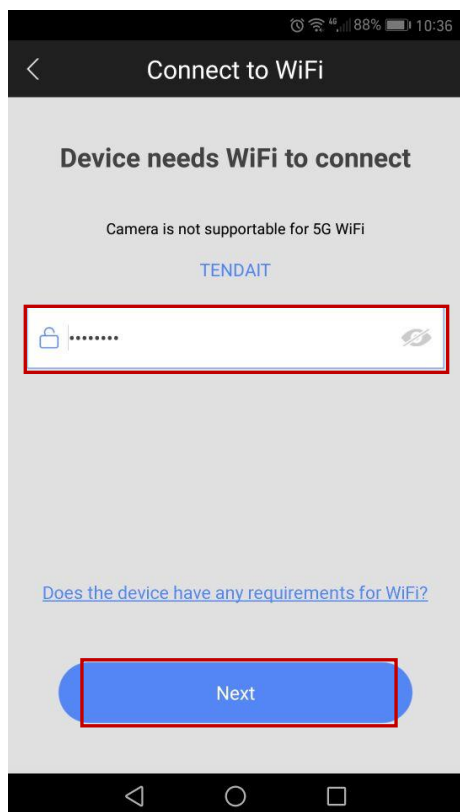 4G 88% 10:36
Connect to WiFi
Device needs WiFi to connect
Camera is not supportable for 5G WiFi
TENDAIT
••••••••
Does the device have any requirements for WiFi?
Next